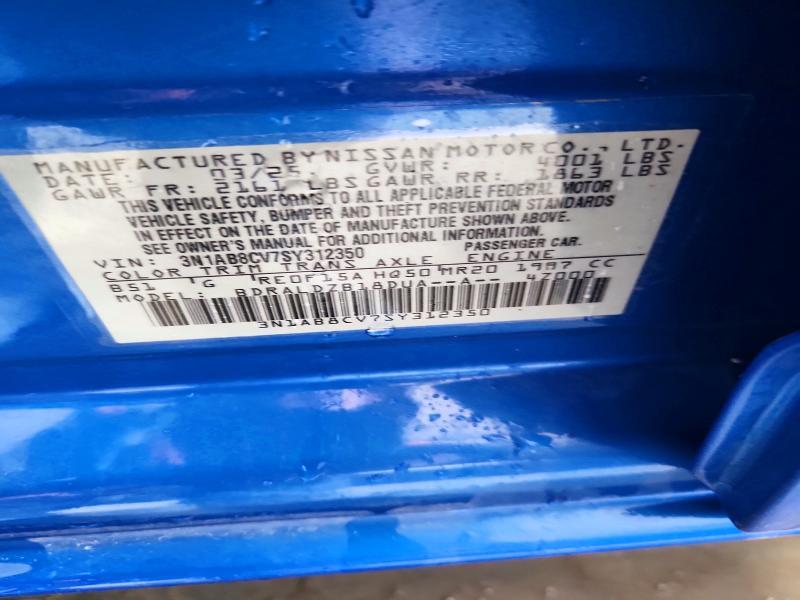 MANUFACTURED BY NISSAN MOTOR CO., LTD.
DATE: 03/25 GVWR: 4001 LBS
GAWR FR: 2161 LBS GAWR RR: 1863 LBS
THIS VEHICLE CONFORMS TO ALL APPLICABLE FEDERAL MOTOR
VEHICLE SAFETY, BUMPER AND THEFT PREVENTION STANDARDS
IN EFFECT ON THE DATE OF MANUFACTURE SHOWN ABOVE.
SEE OWNER'S MANUAL FOR ADDITIONAL INFORMATION.
VIN: 3N1AB8CV7SY312350 PASSENGER CAR.
COLOR TRIM TRANS AXLE ENGINE
B51 G RE0F15A HQ50 MR20 1997 CC
MODEL: BDRALDZB18DUA--A-- 47000
3N1AB8CV7SY312350